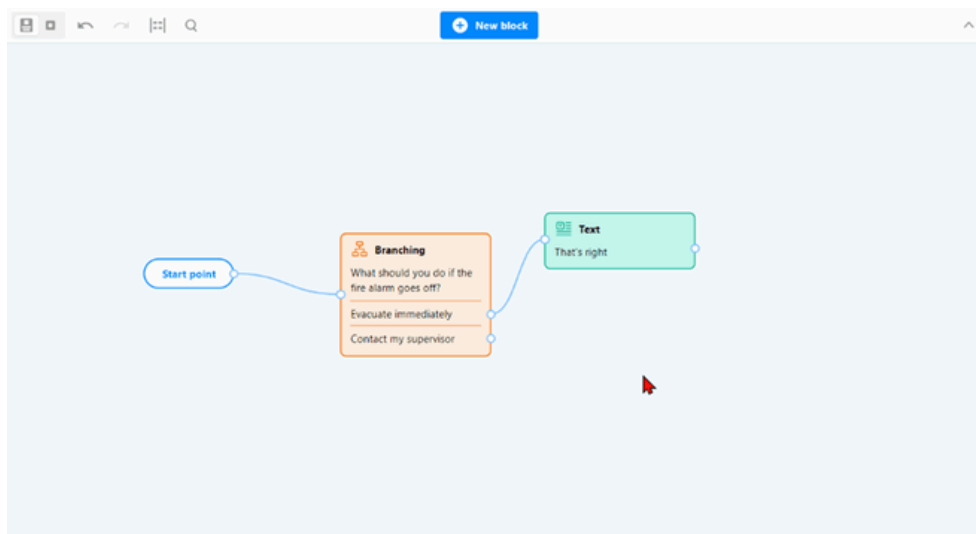 New block
Start point
Branching
What should you do if the
fire alarm goes off?
Evacuate immediately
Contact my supervisor
Text
That's right